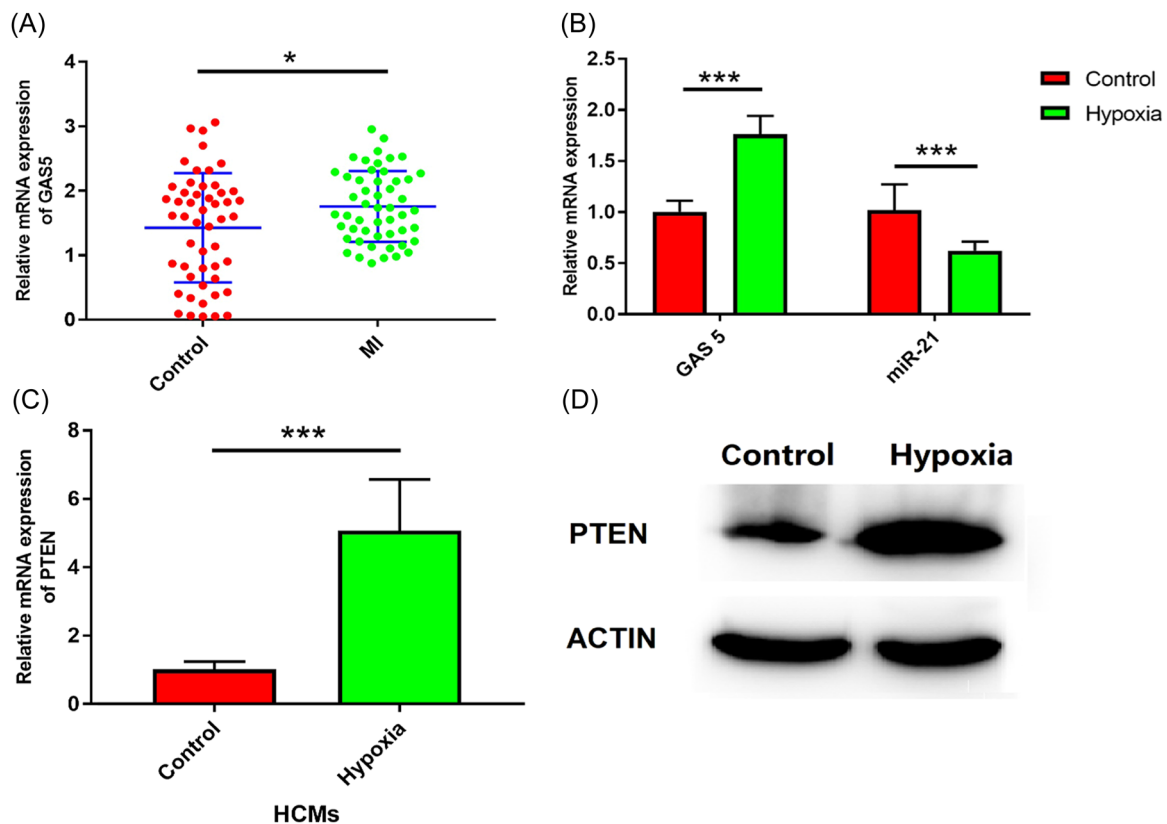 (A)
Relative mRNA expression
of GAS5
4
3
2
1
0
*
Control
MI
(B)
Relative mRNA expression
2.5
2.0
1.5
1.0
0.5
0.0
***
***
GAS 5
miR-21
Control
Hypoxia
(C)
Relative mRNA expression
of PTEN
8
6
4
2
0
***
Control
Hypoxia
HCMs
(D)
Control Hypoxia
PTEN
ACTIN